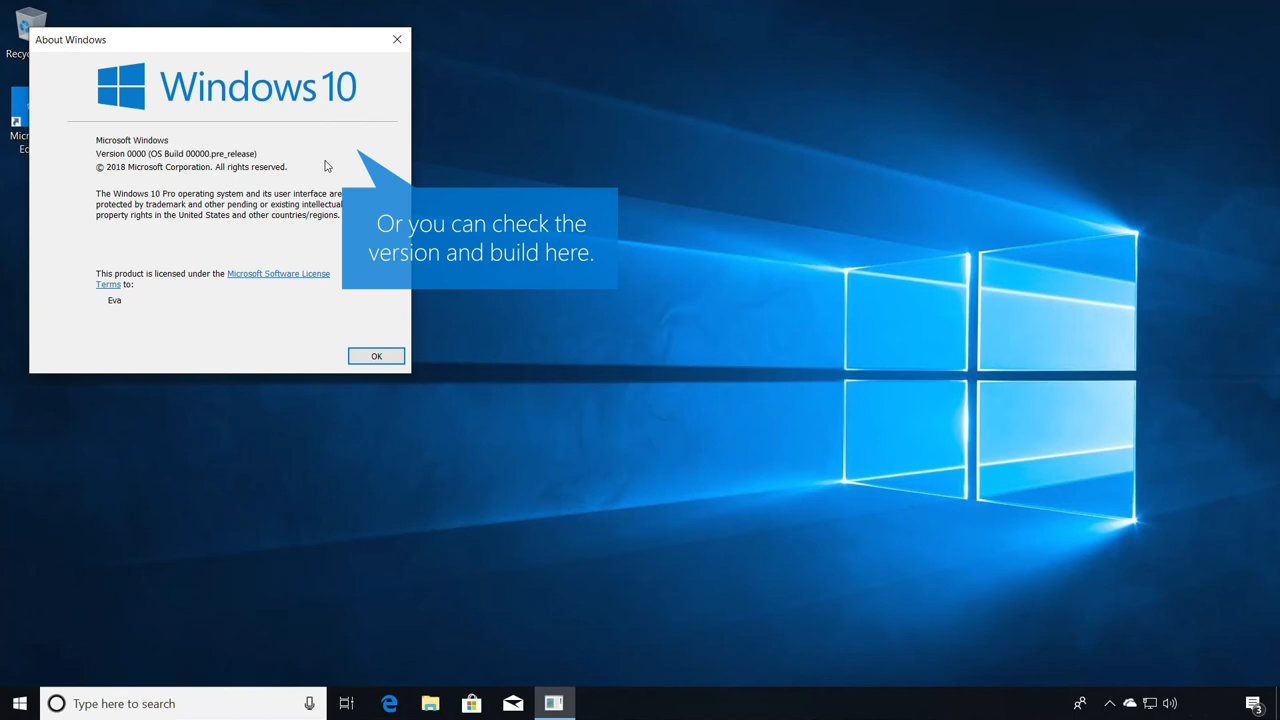 About Windows
Windows 10
Microsoft Windows
Version 0000 (OS Build 00000.pre_release)
© 2018 Microsoft Corporation. All rights reserved.
The Windows 10 Pro operating system and its user interface are
protected by trademark and other pending or existing intellectual
property rights in the United States and other countries/regions.
Or you can check the
version and build here.
This product is licensed under the Microsoft Software License
Terms to:
Eva
OK
Type here to search
3